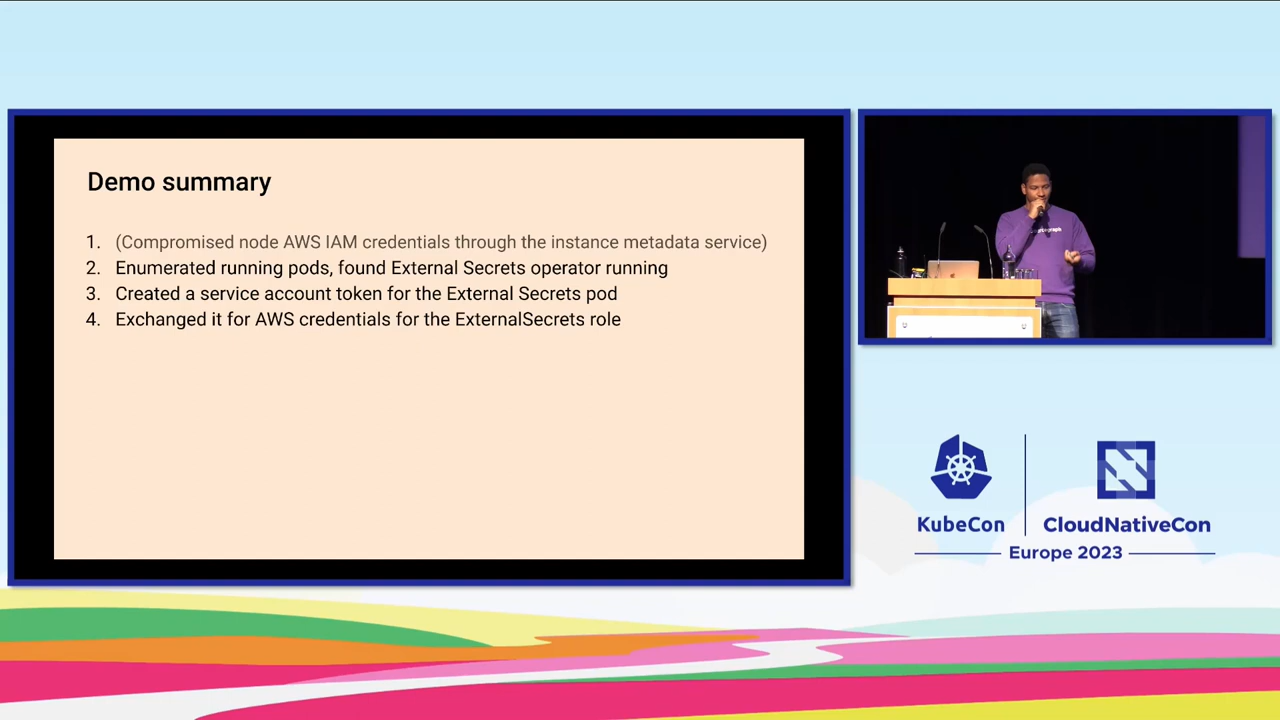 Demo summary
1. (Compromised node AWS IAM credentials through the instance metadata service)
2. Enumerated running pods, found External Secrets operator running
3. Created a service account token for the External Secrets pod
4. Exchanged it for AWS credentials for the ExternalSecrets role
KubeCon
CloudNativeCon
Europe 2023